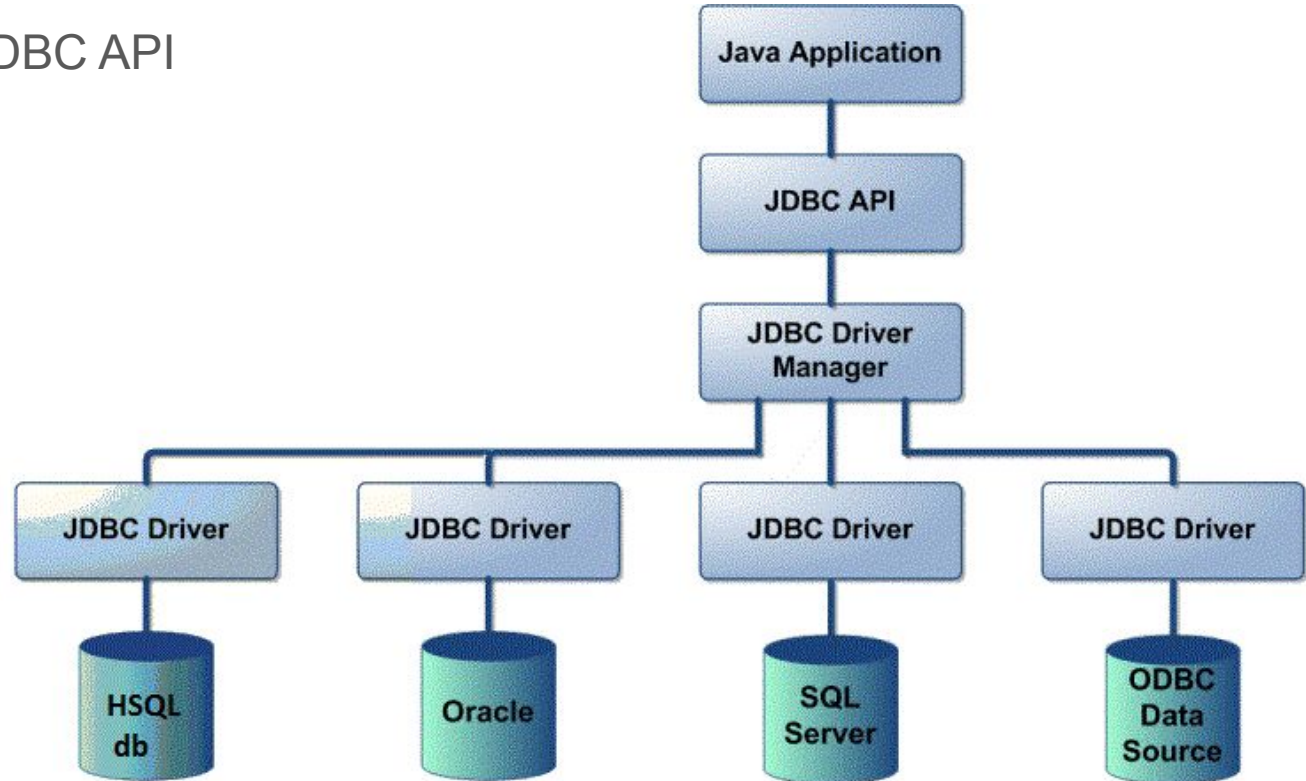 DBC API
Java Application
JDBC API
JDBC Driver
Manager
JDBC Driver
JDBC Driver
JDBC Driver
JDBC Driver
HSQL
db
Oracle
SQL
Server
ODBC
Data
Source